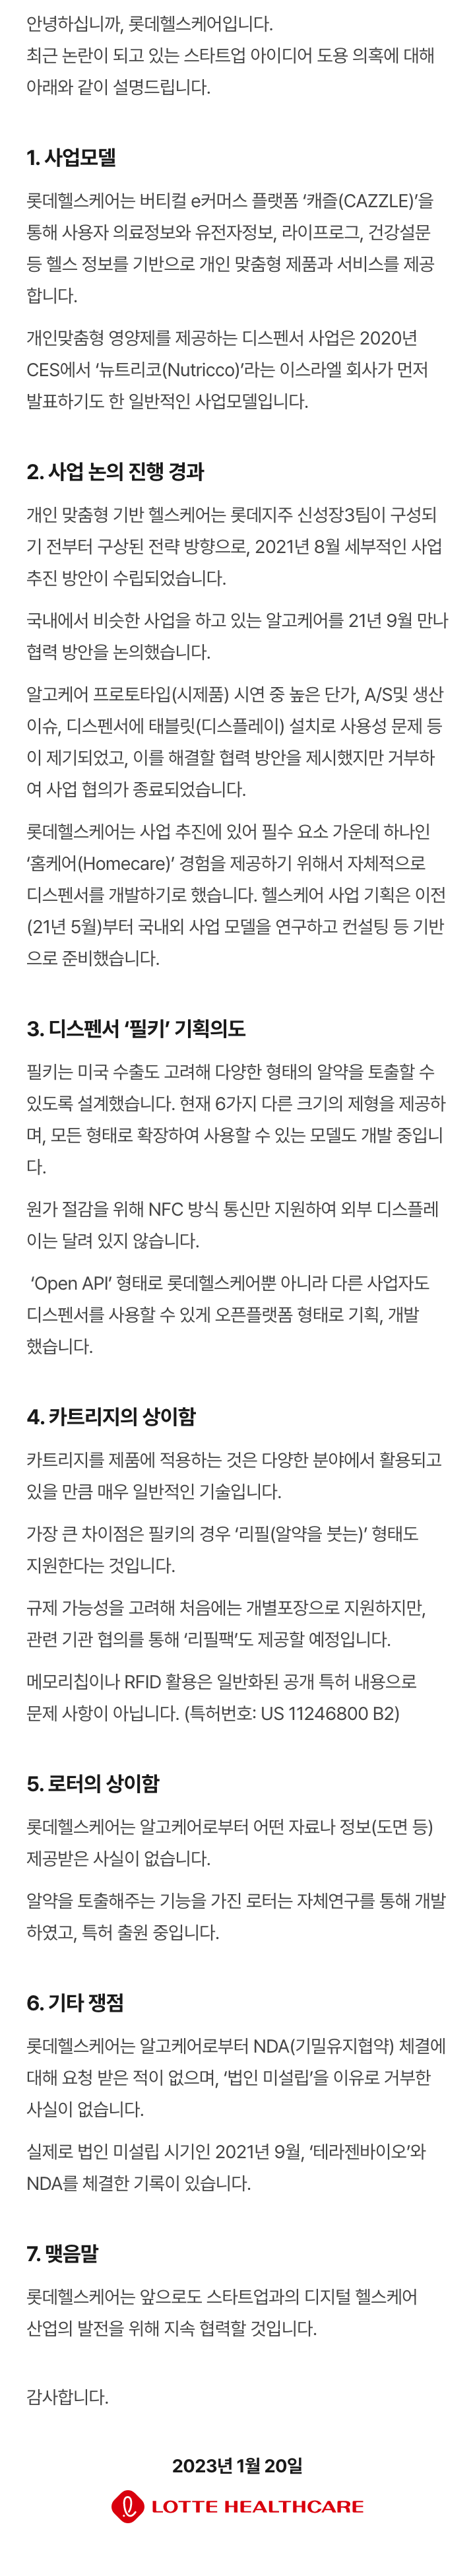 안녕하십니까, 롯데헬스케어입니다.
최근 논란이 되고 있는 스타트업 아이디어 도용 의혹에 대해
아래와 같이 설명드립니다.
1. 사업모델
롯데헬스케어는 버티컬 e커머스 플랫폼 ‘캐즐(CAZZLE)’을
통해 사용자 의료정보와 유전자정보, 라이프로그, 건강설문
등 헬스 정보를 기반으로 개인 맞춤형 제품과 서비스를 제공
합니다.
개인맞춤형 영양제를 제공하는 디스펜서 사업은 2020년
CES에서 ‘뉴트리코(Nutricco)’라는 이스라엘 회사가 먼저
발표하기도 한 일반적인 사업모델입니다.
2. 사업 논의 진행 경과
개인 맞춤형 기반 헬스케어는 롯데지주 신성장3팀이 구성되
기 전부터 구상된 전략 방향으로, 2021년 8월 세부적인 사업
추진 방안이 수립되었습니다.
국내에서 비슷한 사업을 하고 있는 알고케어를 21년 9월 만나
협력 방안을 논의했습니다.
알고케어 프로토타입(시제품) 시연 중 높은 단가, A/S및 생산
이슈, 디스펜서에 태블릿(디스플레이) 설치로 사용성 문제 등
이 제기되었고, 이를 해결할 협력 방안을 제시했지만 거부하
여 사업 협의가 종료되었습니다.
롯데헬스케어는 사업 추진에 있어 필수 요소 가운데 하나인
‘홈케어(Homecare)’ 경험을 제공하기 위해서 자체적으로
디스펜서를 개발하기로 했습니다. 헬스케어 사업 기획은 이전
(21년 5월)부터 국내외 사업 모델을 연구하고 컨설팅 등 기반
으로 준비했습니다.
3. 디스펜서 ‘필키’ 기획의도
필키는 미국 수출도 고려해 다양한 형태의 알약을 토출할 수
있도록 설계했습니다. 현재 6가지 다른 크기의 제형을 제공하
며, 모든 형태로 확장하여 사용할 수 있는 모델도 개발 중입니
다.
원가 절감을 위해 NFC 방식 통신만 지원하여 외부 디스플레
이는 달려 있지 않습니다.
‘Open API’ 형태로 롯데헬스케어뿐 아니라 다른 사업자도
디스펜서를 사용할 수 있게 오픈플랫폼 형태로 기획, 개발
했습니다.
4. 카트리지의 상이함
카트리지를 제품에 적용하는 것은 다양한 분야에서 활용되고
있을 만큼 매우 일반적인 기술입니다.
가장 큰 차이점은 필키의 경우 ‘리필(알약을 붓는)’ 형태도
지원한다는 것입니다.
규제 가능성을 고려해 처음에는 개별포장으로 지원하지만,
관련 기관 협의를 통해 ‘리필팩’도 제공할 예정입니다.
메모리칩이나 RFID 활용은 일반화된 공개 특허 내용으로
문제 사항이 아닙니다. (특허번호: US 11246800 B2)
5. 로터의 상이함
롯데헬스케어는 알고케어로부터 어떤 자료나 정보(도면 등)
제공받은 사실이 없습니다.
알약을 토출해주는 기능을 가진 로터는 자체연구를 통해 개발
하였고, 특허 출원 중입니다.
6. 기타 쟁점
롯데헬스케어는 알고케어로부터 NDA(기밀유지협약) 체결에
대해 요청 받은 적이 없으며, ‘법인 미설립’을 이유로 거부한
사실이 없습니다.
실제로 법인 미설립 시기인 2021년 9월, ‘테라젠바이오’와
NDA를 체결한 기록이 있습니다.
7. 맺음말
롯데헬스케어는 앞으로도 스타트업과의 디지털 헬스케어
산업의 발전을 위해 지속 협력할 것입니다.
감사합니다.
2023년 1월 20일
LOTTE HEALTHCARE